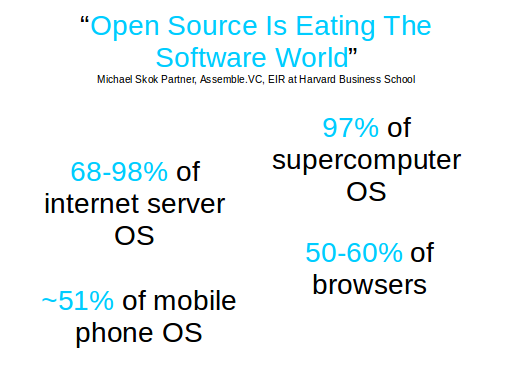 “Open Source Is Eating The
Software World”
Michael Skok Partner, Assemble.VC, EIR at Harvard Business School
97% of
supercomputer
OS
68-98% of
internet server
OS
50-60% of
browsers
~51% of mobile
phone OS